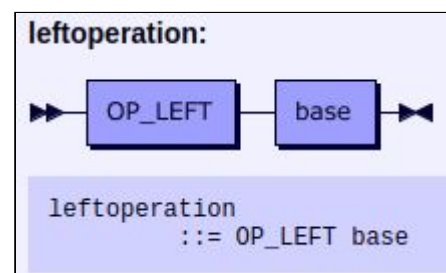 leftoperation:
OP_LEFT base
leftoperation
::= OP_LEFT base